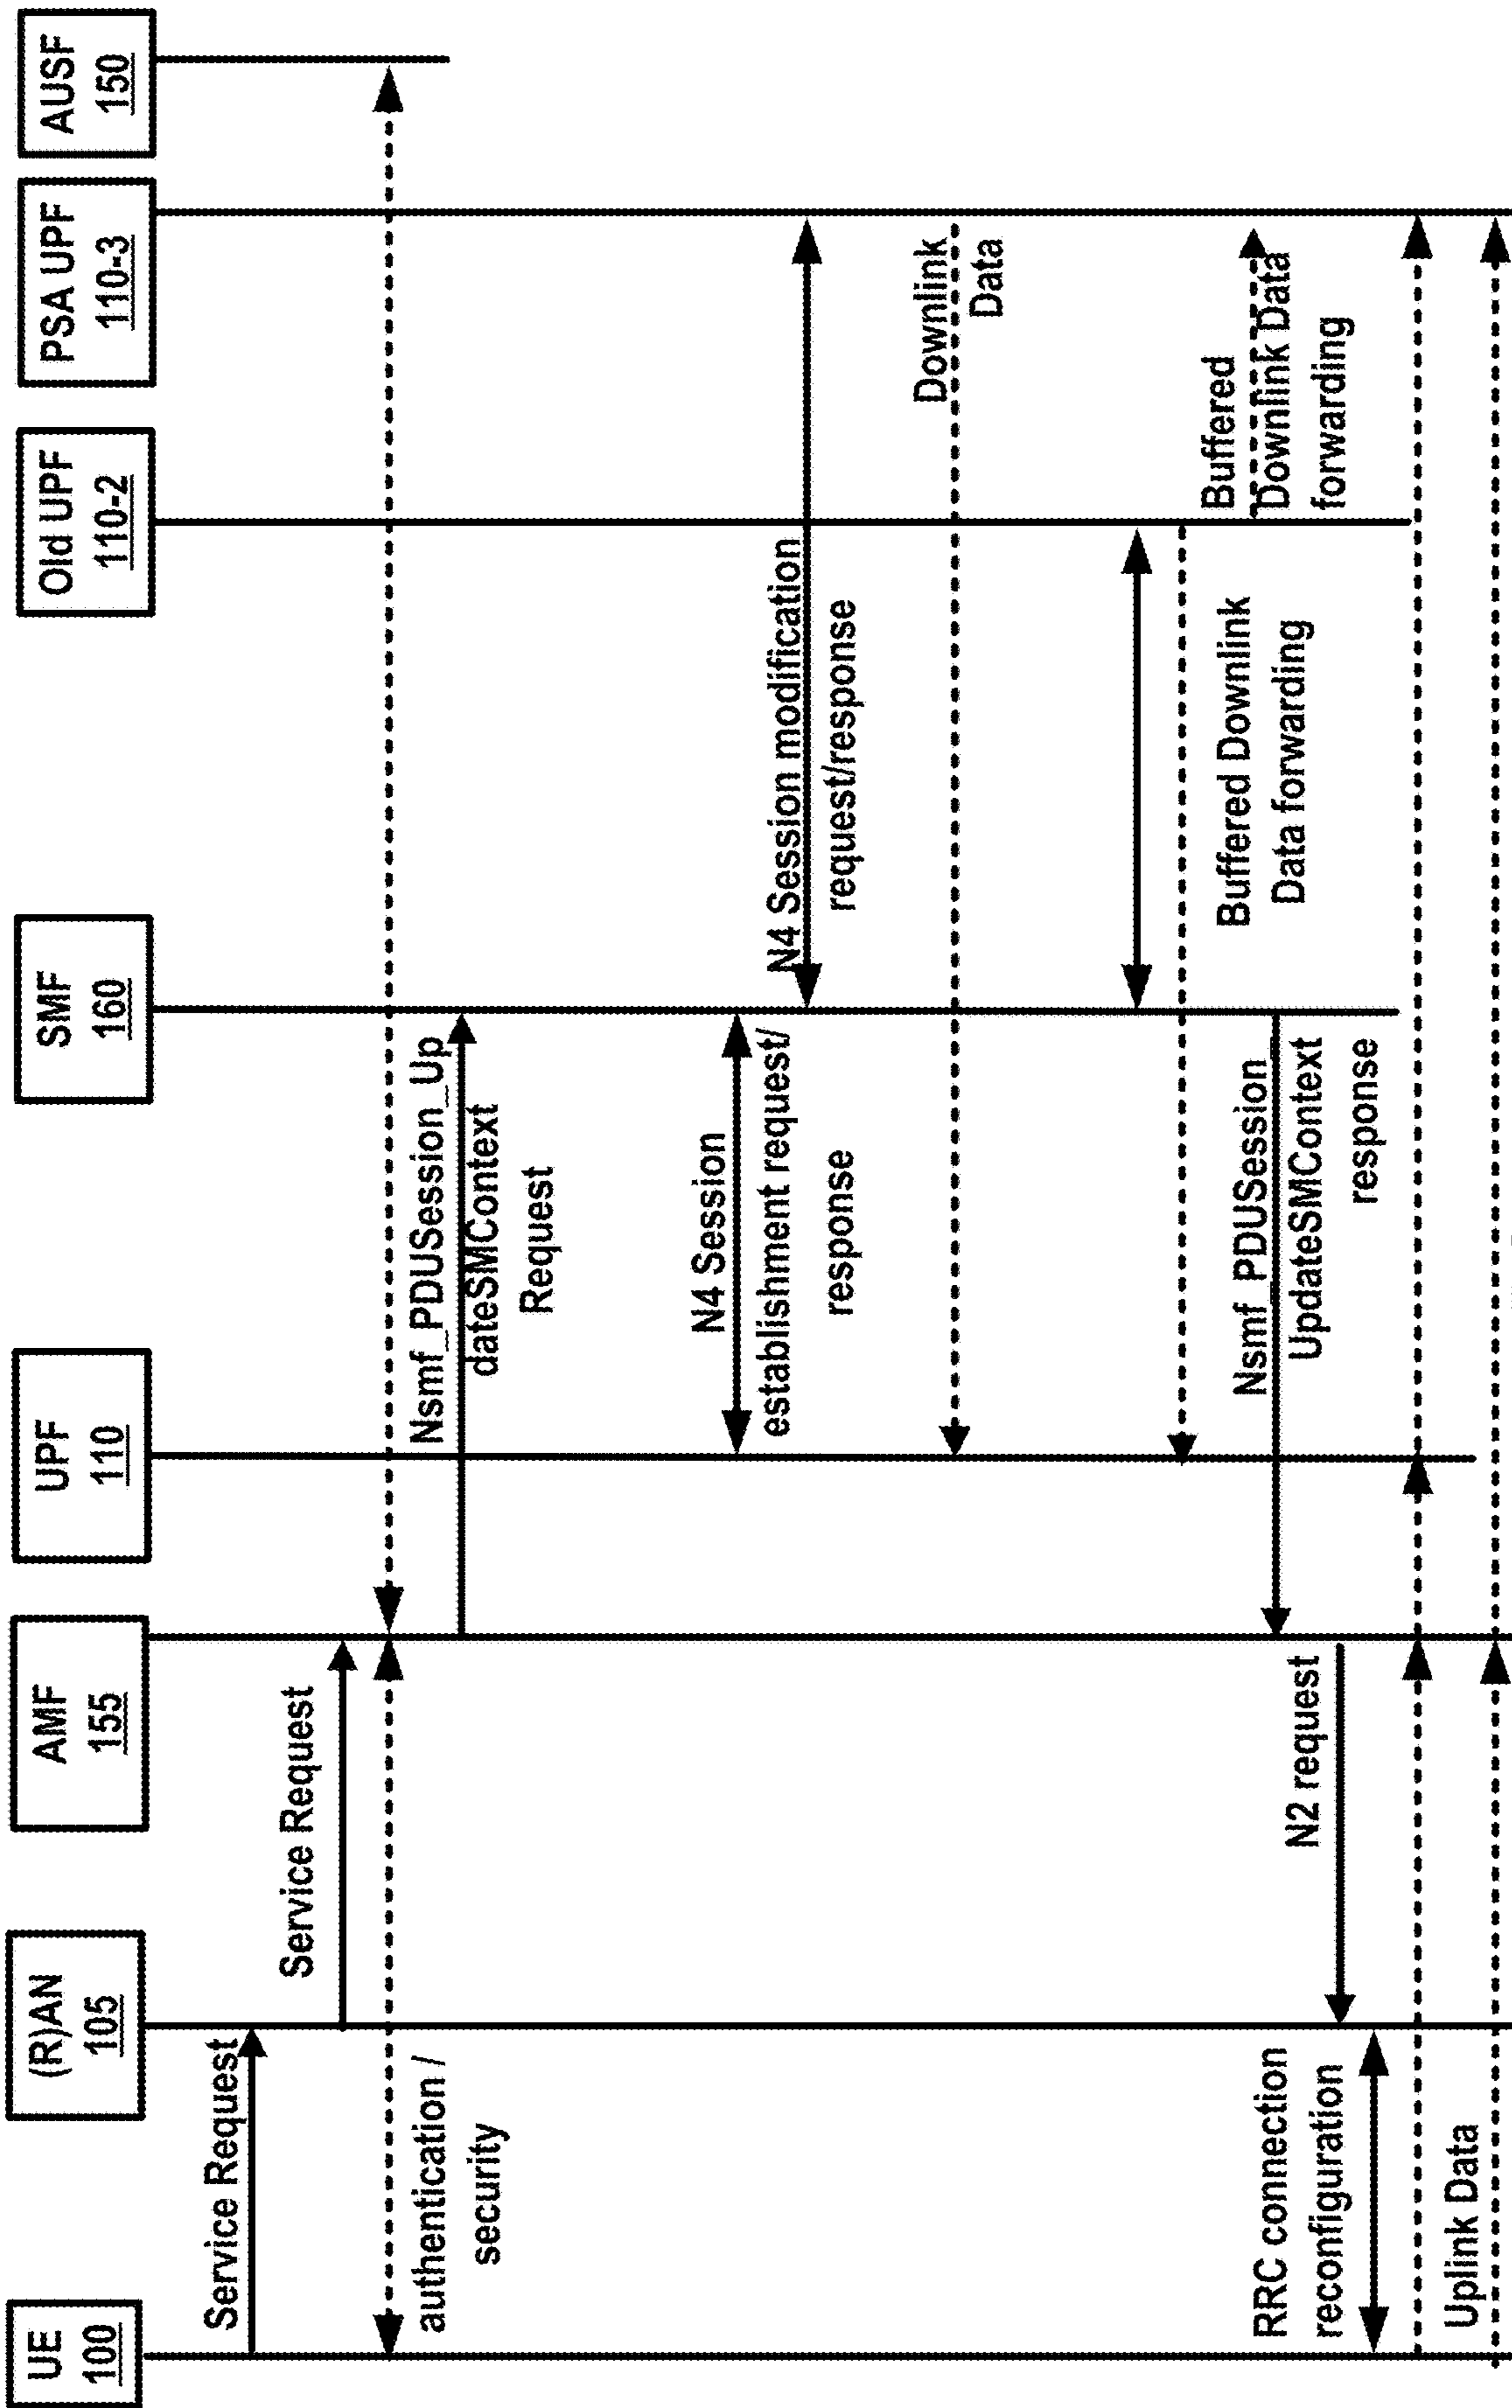 UE
100
(R)AN
105
AMF
155
UPF
110
SMF
160
Old UPF
110-2
PSA UPF
110-3
AUSF
150
Service Request
Service Request
authentication /
security
Nsmf_PDUSession_Up
dateSMContext
Request
N4 Session
establishment request/
response
N4 Session modification
request/response
Downlink
Data
Buffered Downlink
Data forwarding
Buffered
Downlink Data
forwarding
Nsmf_PDUSession_
UpdateSMContext
response
N2 request
RRC connection
reconfiguration
Uplink Data